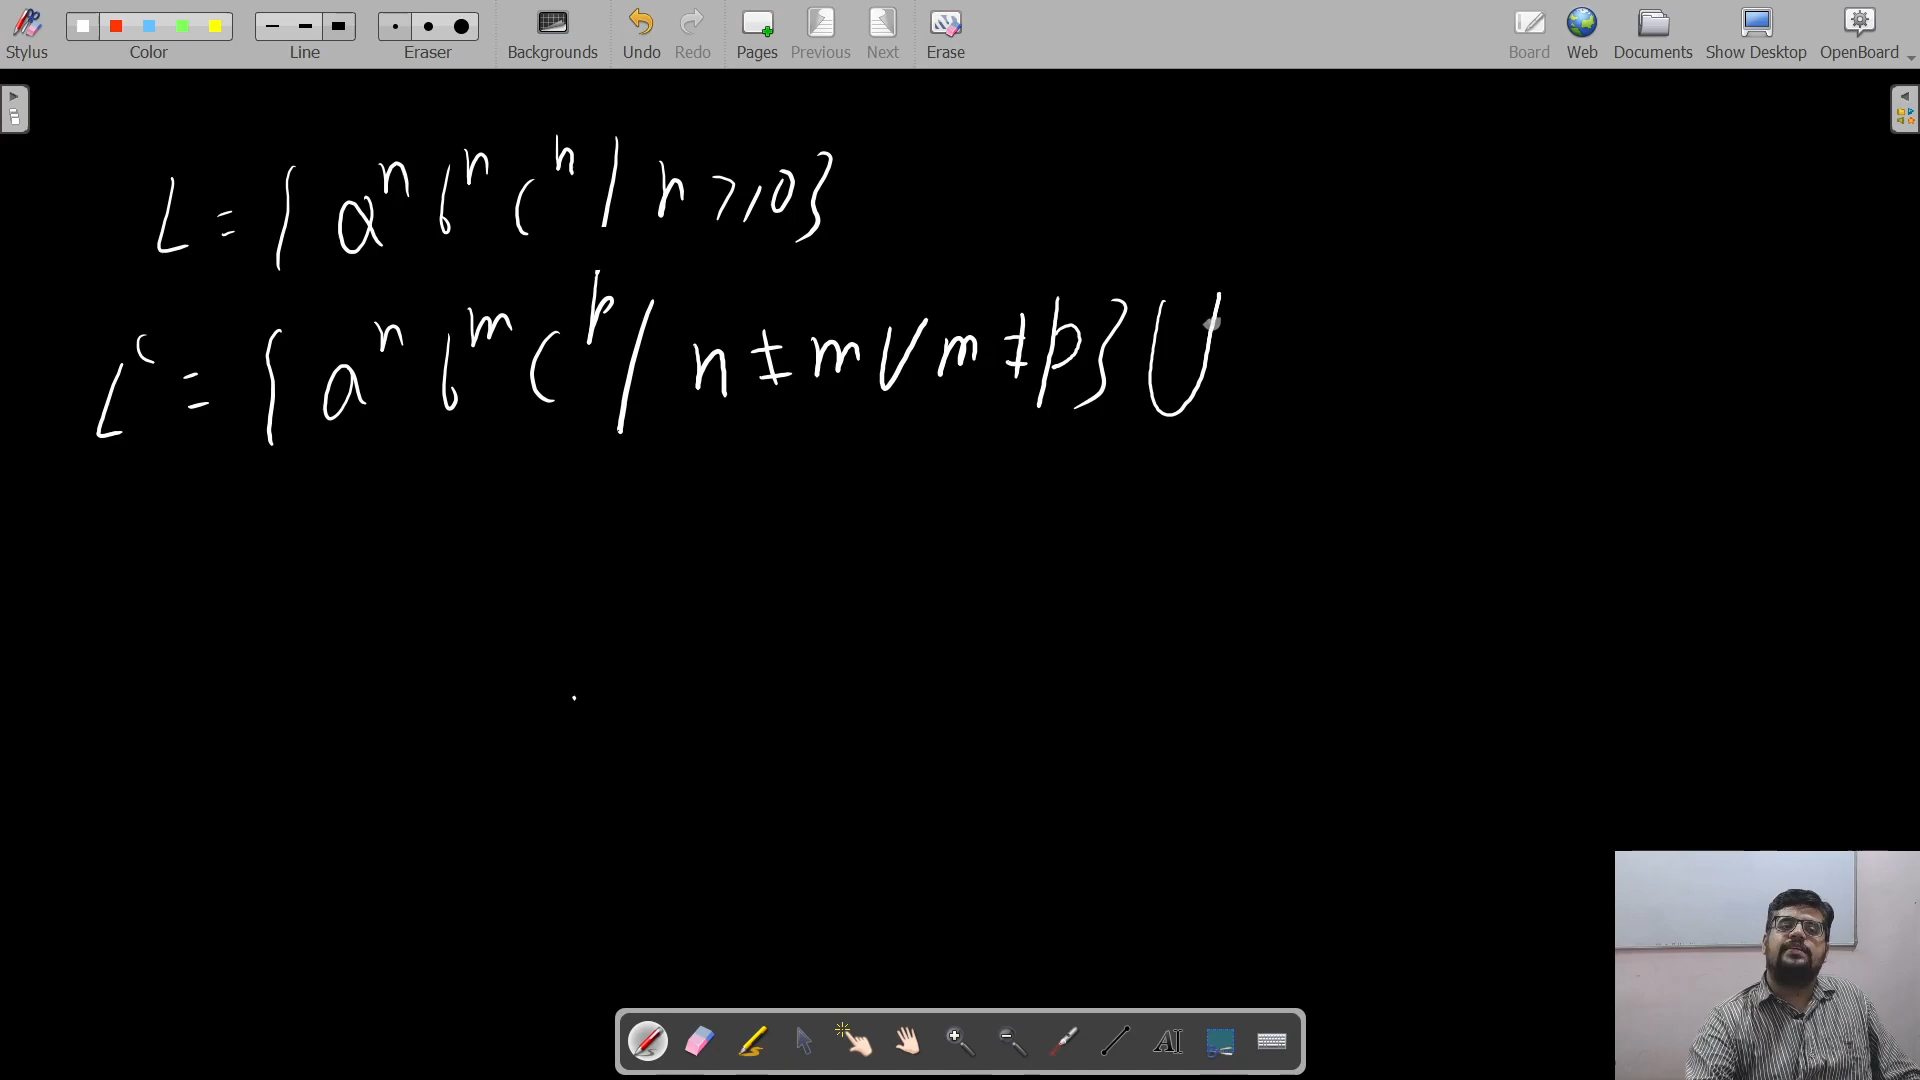 Stylus Color Line Eraser Backgrounds Undo Redo Pages Previous Next Erase Board Web Documents Show Desktop OpenBoard
L = { aⁿ bⁿ cⁿ / n ≥ 0 }
Lᶜ = { aⁿ bᵐ cᵖ / n ≠ m ∨ m ≠ p } ∪
AI